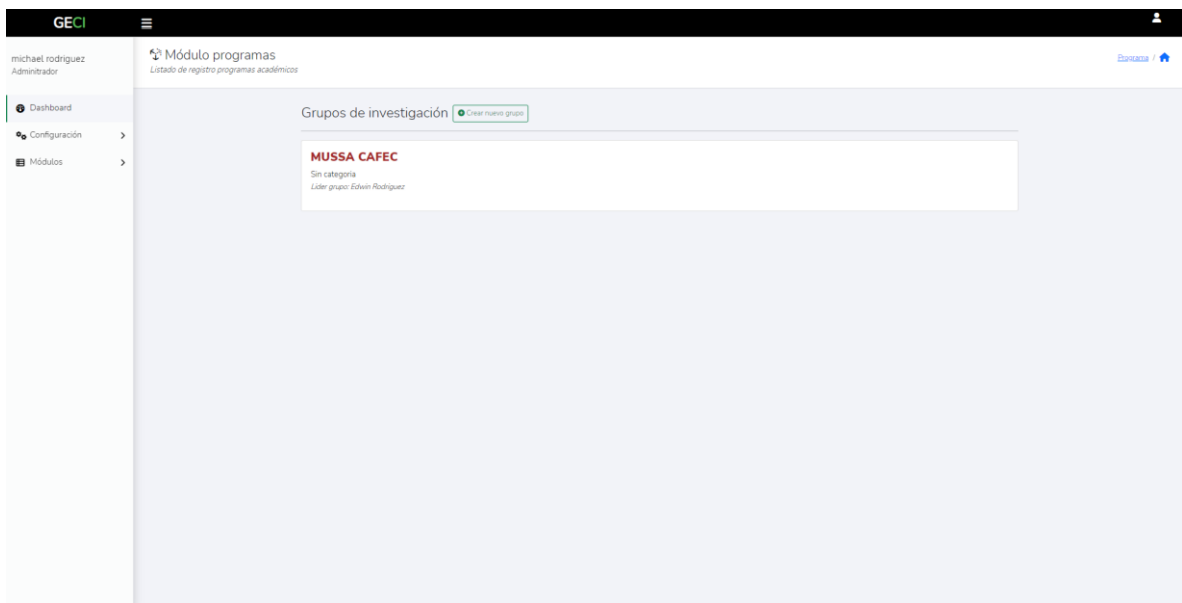 GECI
michael rodriguez
Adminitrador
Dashboard
Configuración
Módulos
Módulo programas
Listado de registro programas académicos
Programa /
Grupos de investigación
Crear nuevo grupo
MUSSA CAFEC
Sin categoria
Lider grupo: Edwin Rodriguez